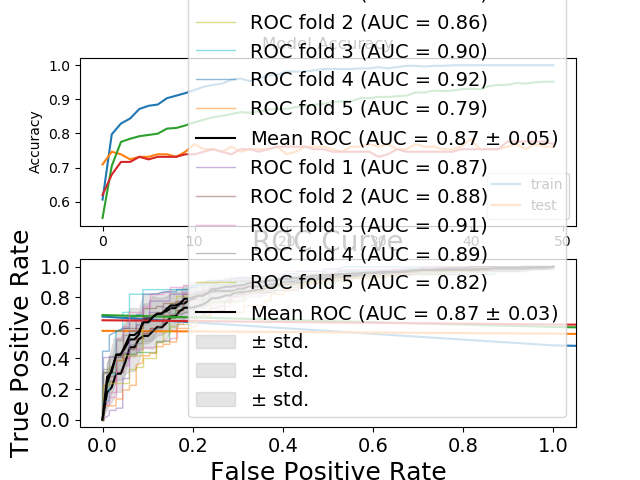 ROC fold 2 (AUC = 0.86)
Model Accuracy
ROC fold 3 (AUC = 0.90)
ROC fold 4 (AUC = 0.92)
ROC fold 5 (AUC = 0.79)
Mean ROC (AUC = 0.87 ± 0.05)
ROC fold 1 (AUC = 0.87)
ROC fold 2 (AUC = 0.88)
ROC fold 3 (AUC = 0.91)
ROC fold 4 (AUC = 0.89)
ROC fold 5 (AUC = 0.82)
Mean ROC (AUC = 0.87 ± 0.03)
± std.
± std.
± std.
Accuracy
1.0
0.9
0.8
0.7
0.6
train
test
0 10 20 30 40 50
ROC Curve
True Positive Rate
1.0
0.8
0.6
0.4
0.2
0.0
0.0 0.2 0.4 0.6 0.8 1.0
False Positive Rate